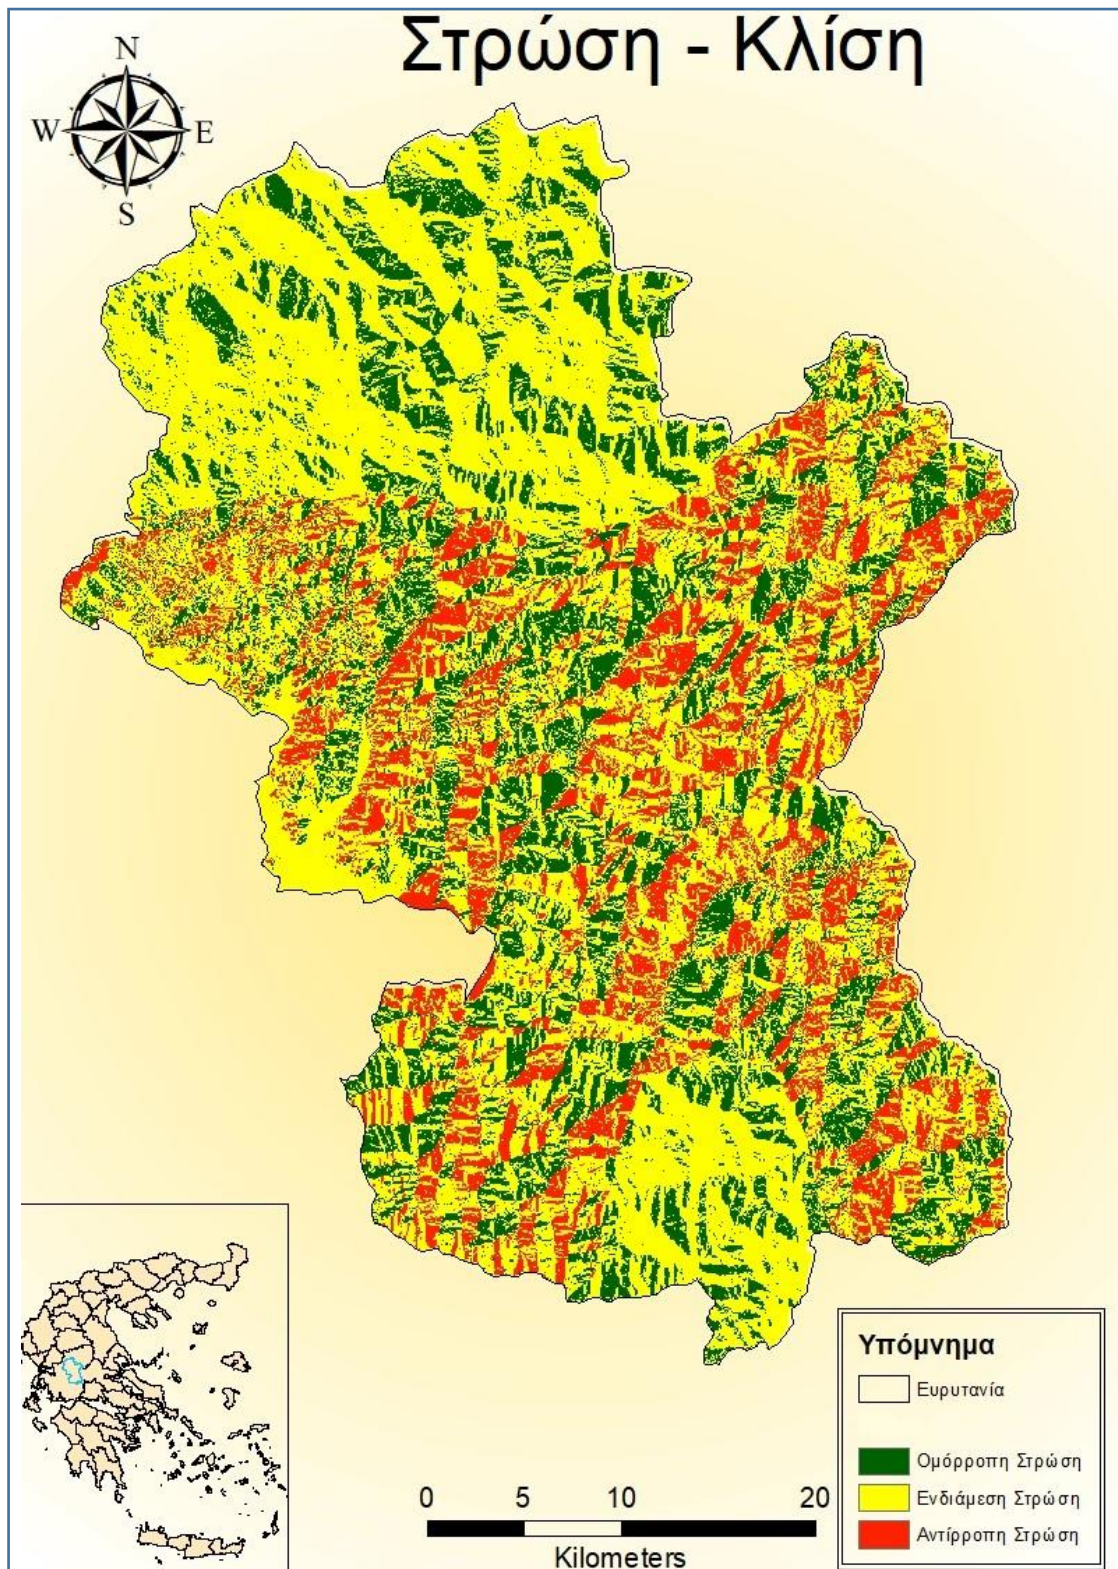 Στρώση - Κλίση
N
W E
S
Υπόμνημα
Ευρυτανία
Ομόρροπη Στρώση
Ενδιάμεση Στρώση
Αντίρροπη Στρώση
0 5 10 20
Kilometers